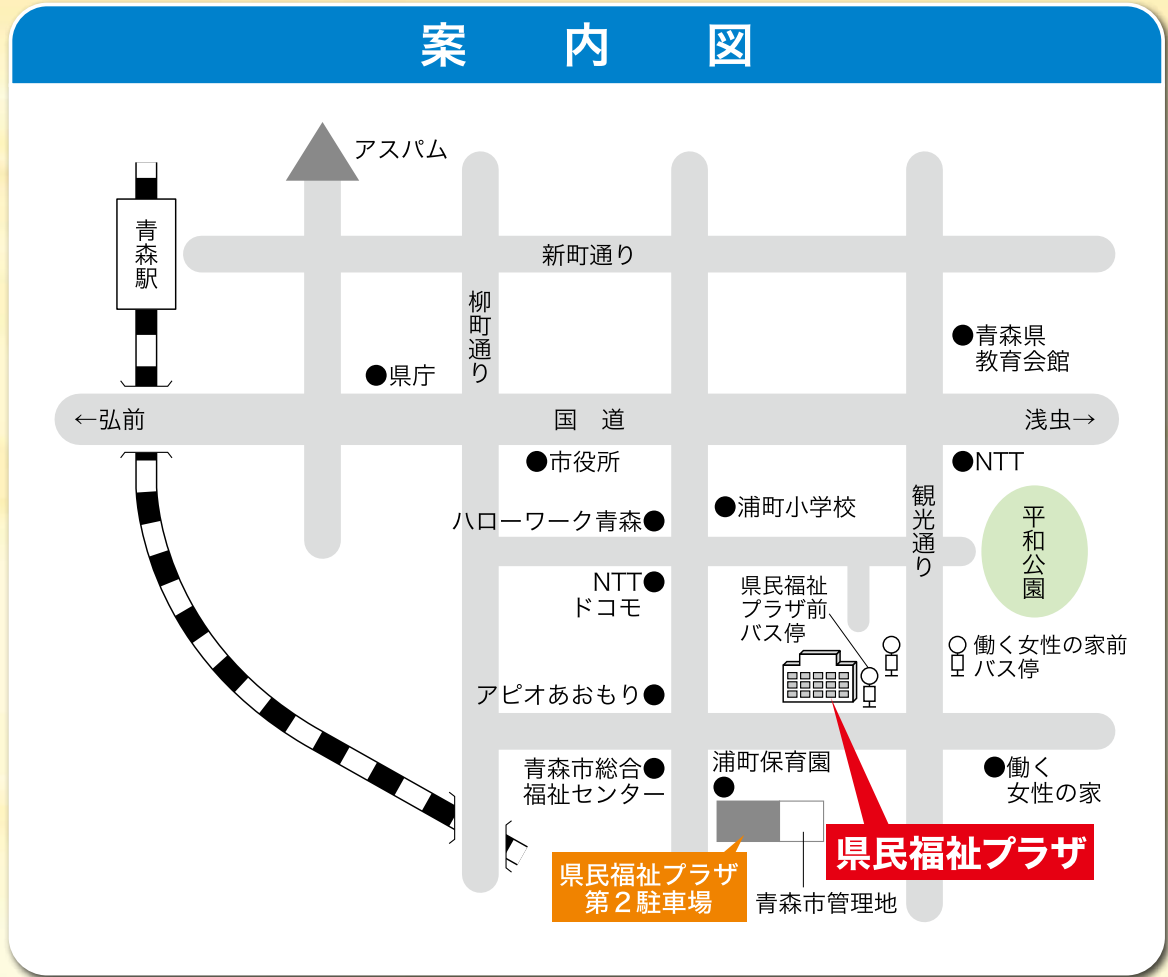 案内図
アスパム
青森駅
新町通り
柳町通り
青森県
教育会館
県庁
←弘前
国道
浅虫→
市役所
NTT
観光通り
浦町小学校
ハローワーク青森
平和公園
NTT
ドコモ
県民福祉
プラザ前
バス停
働く女性の家前
バス停
アピオあおもり
青森市総合
福祉センター
浦町保育園
働く
女性の家
県民福祉プラザ
県民福祉プラザ
第2駐車場
青森市管理地